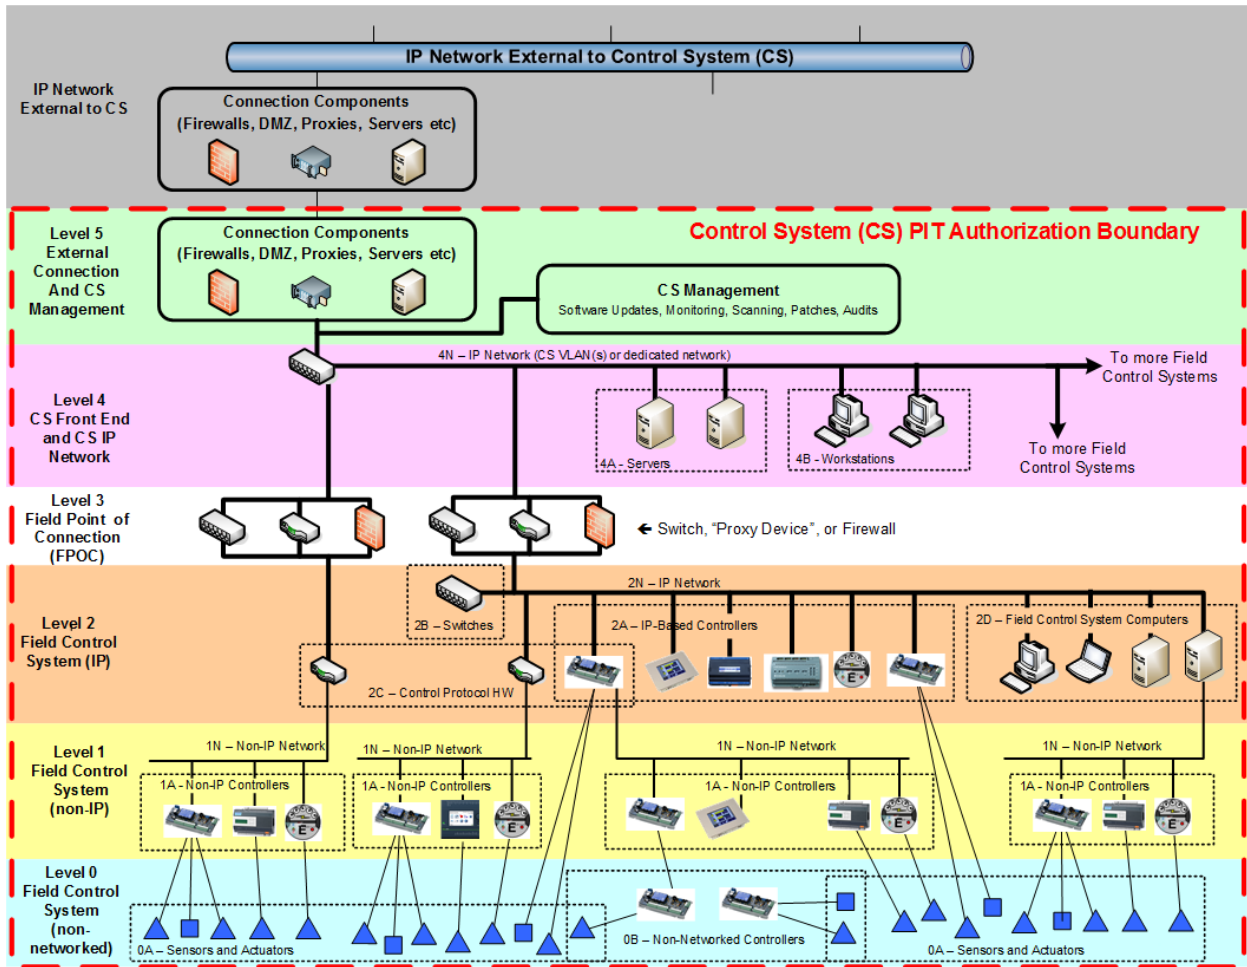 IP Network External to Control System (CS)
IP Network
External to CS
Connection Components
(Firewalls, DMZ, Proxies, Servers etc)
Level 5
External
Connection
And CS
Management
Connection Components
(Firewalls, DMZ, Proxies, Servers etc)
Control System (CS) PIT Authorization Boundary
CS Management
Software Updates, Monitoring, Scanning, Patches, Audits
Level 4
CS Front End
and CS IP
Network
4N – IP Network (CS VLAN(s) or dedicated network)
To more Field
Control Systems
4A - Servers
4B - Workstations
To more Field
Control Systems
Level 3
Field Point of
Connection
(FPOC)
🡸 Switch, “Proxy Device”, or Firewall
Level 2
Field Control
System (IP)
2N – IP Network
2B – Switches
2A – IP-Based Controllers
2D – Field Control System Computers
2C – Control Protocol HW
Level 1
Field Control
System
(non-IP)
1N – Non-IP Network
1N – Non-IP Network
1N – Non-IP Network
1N – Non-IP Network
1A - Non-IP Controllers
1A - Non-IP Controllers
1A - Non-IP Controllers
1A - Non-IP Controllers
E
E
E
E
E
Level 0
Field Control
System
(non-
networked)
0A – Sensors and Actuators
0B – Non-Networked Controllers
0A – Sensors and Actuators